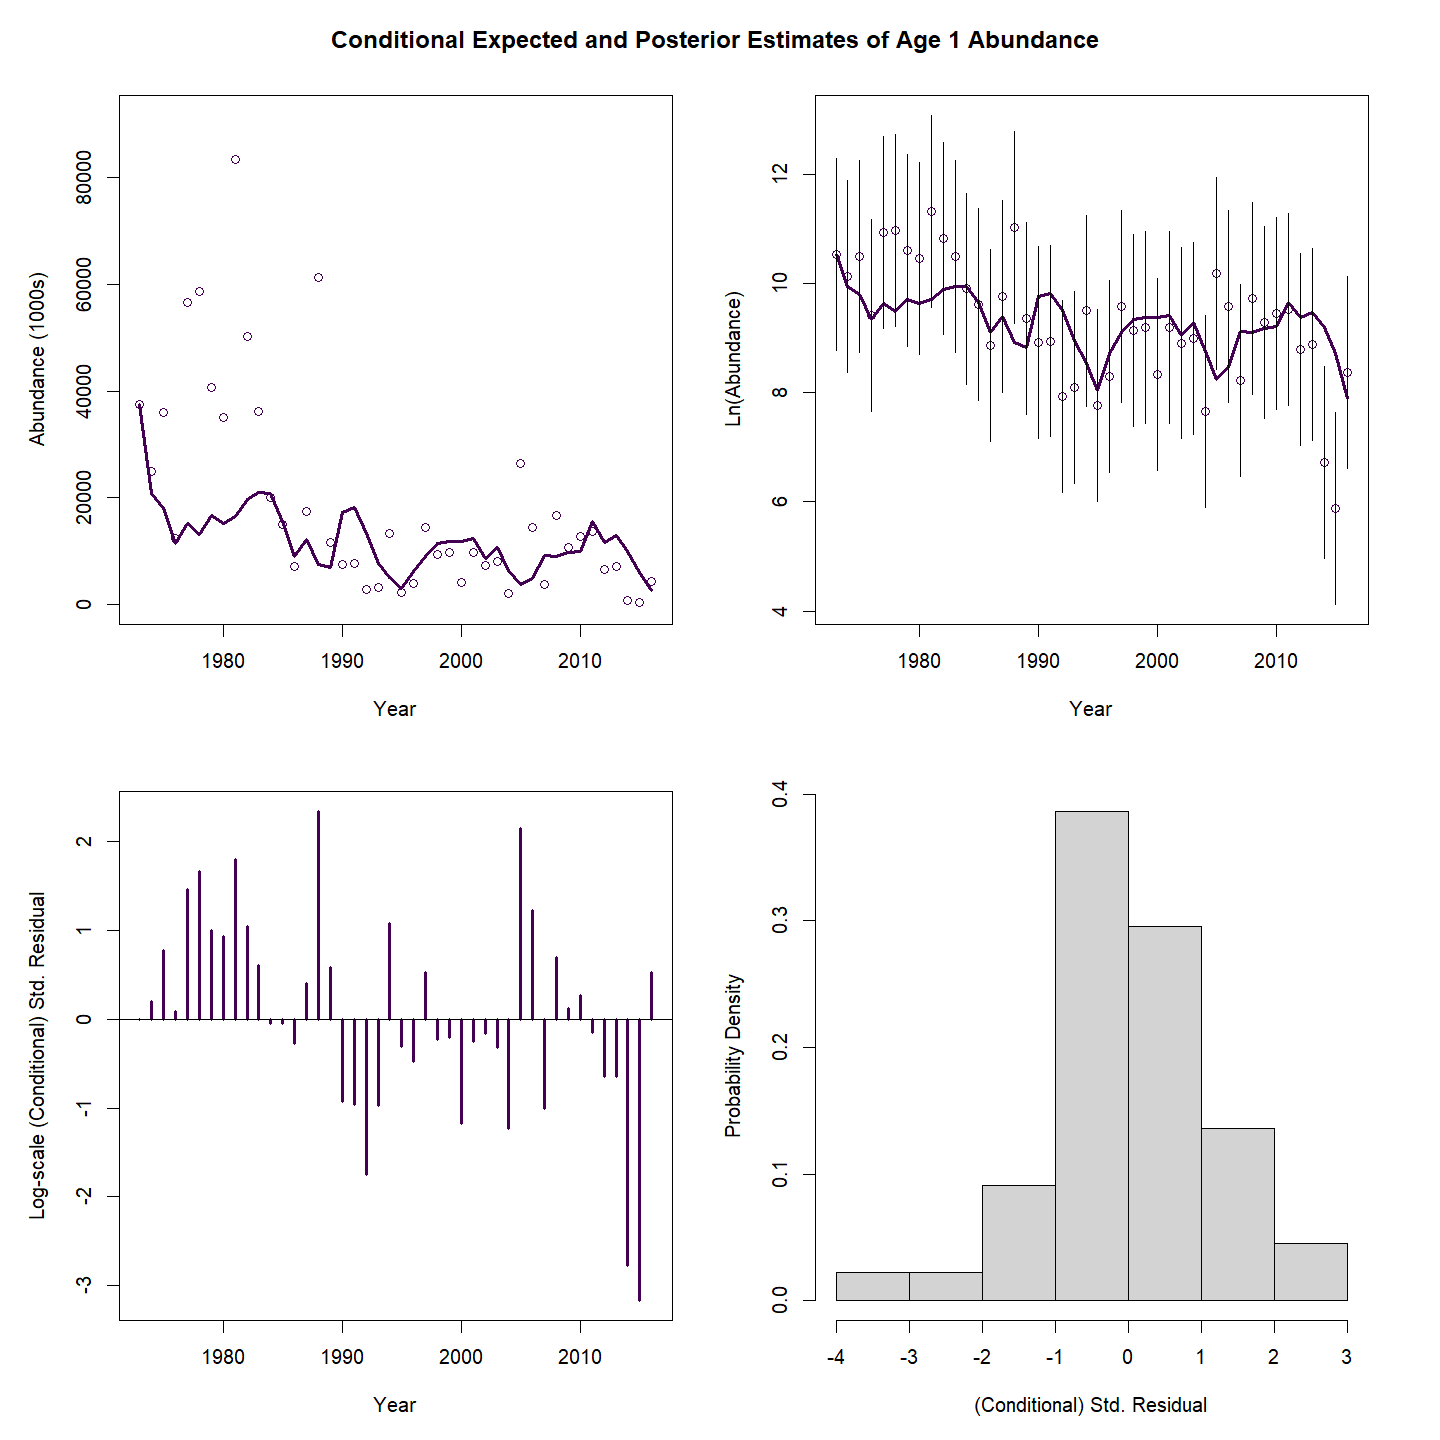 Conditional Expected and Posterior Estimates of Age 1 Abundance
Abundance (1000s)
0 20000 40000 60000 80000
1980 1990 2000 2010
Year
Ln(Abundance)
4 6 8 10 12
1980 1990 2000 2010
Year
Log-scale (Conditional) Std. Residual
-3 -2 -1 0 1 2
1980 1990 2000 2010
Year
Probability Density
0.0 0.1 0.2 0.3 0.4
-4 -3 -2 -1 0 1 2 3
(Conditional) Std. Residual